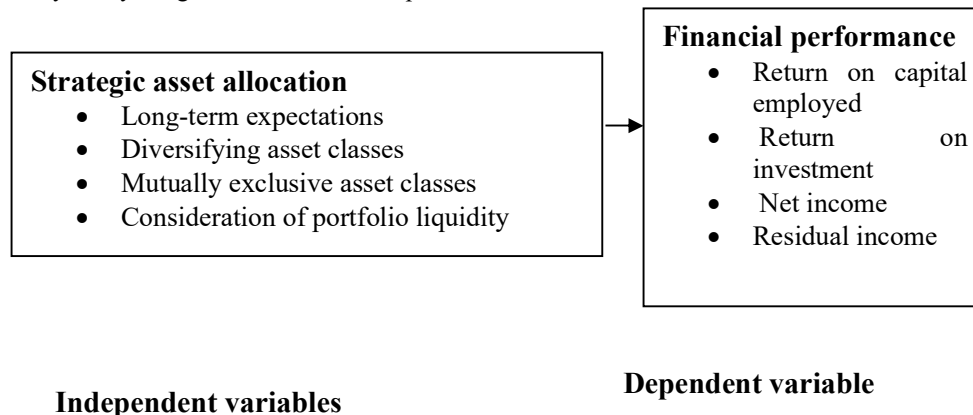 Strategic asset allocation
• Long-term expectations
• Diversifying asset classes
• Mutually exclusive asset classes
• Consideration of portfolio liquidity
Financial performance
• Return on capital
employed
• Return on
investment
• Net income
• Residual income
Independent variables
Dependent variable